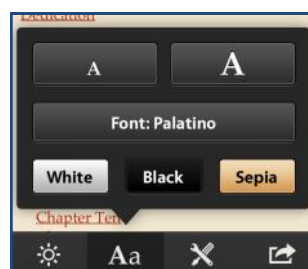 Dedication
A A
Font: Palatino
White Black Sepia
Chapter Ten
Aa